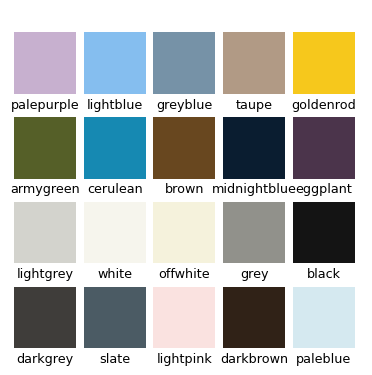 palepurple lightblue greyblue taupe goldenrod
armygreen cerulean brown midnightblue eggplant
lightgrey white offwhite grey black
darkgrey slate lightpink darkbrown paleblue